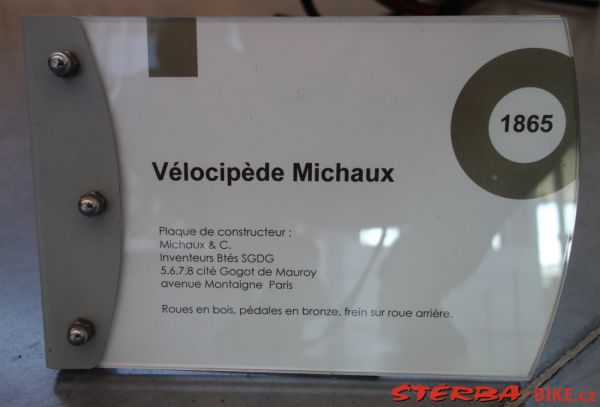 1865
Vélocipède Michaux
Plaque de constructeur :
Michaux & C.
Inventeurs Btés SGDG
5.6.7.8 cité Gogot de Mauroy
avenue Montaigne Paris
Roues en bois, pédales en bronze, frein sur roue arrière.
ŠTĚRBA-BIKE.cz